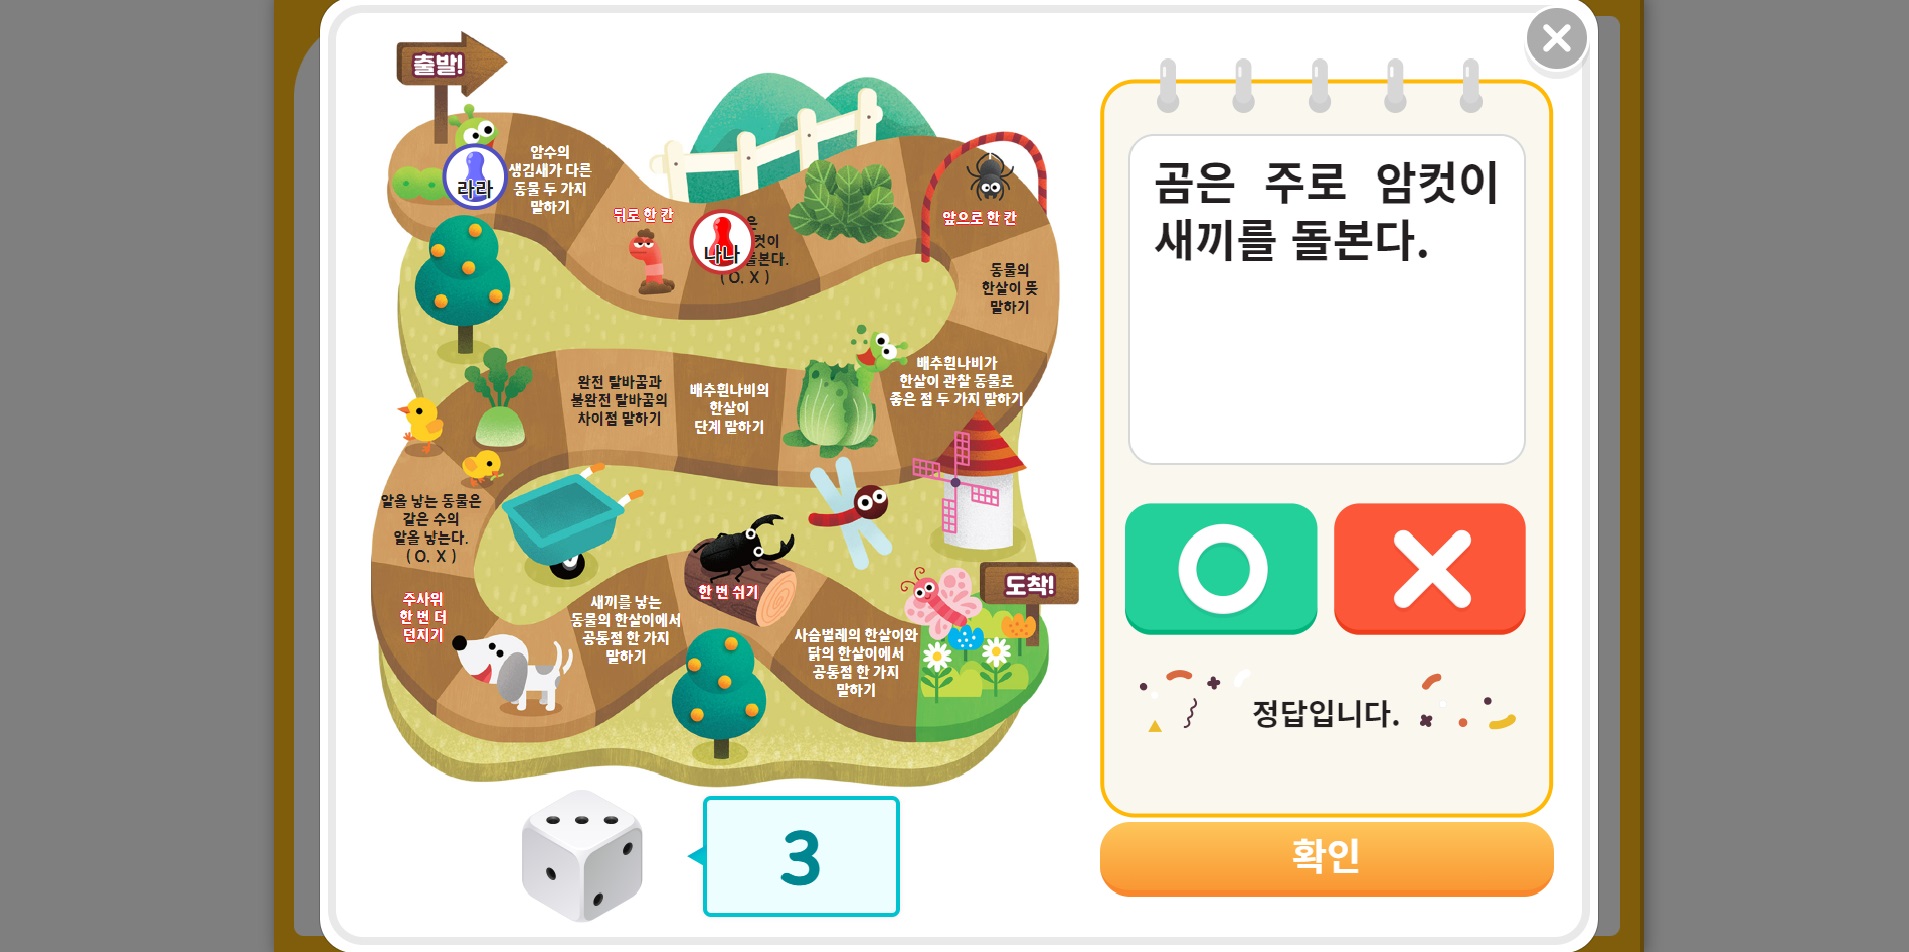 출발!
라라
암수의
생김새가 다른
동물 두 가지
말하기
뒤로 한 칸
나나
은
컷이
돌본다.
( O, X )
앞으로 한 칸
동물의
한살이 뜻
말하기
배추흰나비가
한살이 관찰 동물로
좋은 점 두 가지 말하기
배추흰나비의
한살이
단계 말하기
완전 탈바꿈과
불완전 탈바꿈의
차이점 말하기
알을 낳는 동물은
같은 수의
알을 낳는다.
( O, X )
주사위
한 번 더
던지기
새끼를 낳는
동물의 한살이에서
공통점 한 가지
말하기
한 번 쉬기
사슴벌레의 한살이와
닭의 한살이에서
공통점 한 가지
말하기
도착!
3
곰은 주로 암컷이
새끼를 돌본다.
정답입니다.
확인